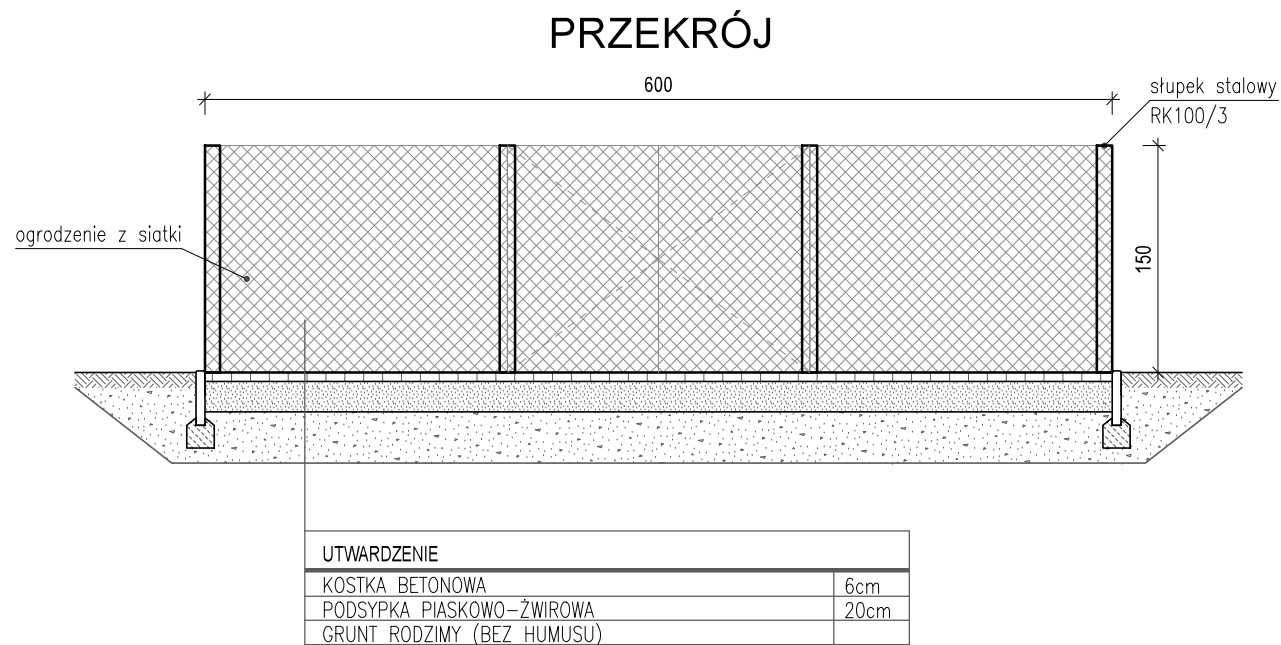 PRZEKRÓJ
600
słupek stalowy
RK100/3
ogrodzenie z siatki
150
UTWARDZENIE
KOSTKA BETONOWA 6cm
PODSYPKA PIASKOWO-ŻWIROWA 20cm
GRUNT RODZIMY (BEZ HUMUSU)